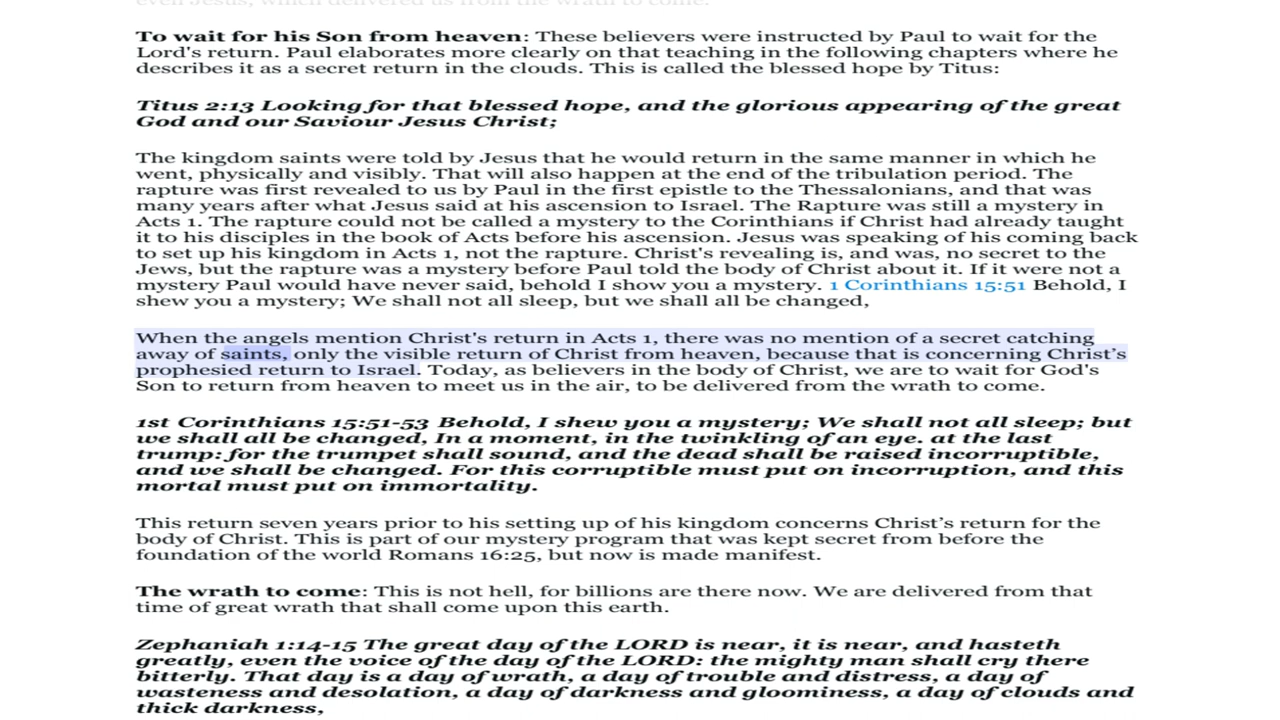 even Jesus, which delivered us from the wrath to come.
To wait for his Son from heaven: These believers were instructed by Paul to wait for the
Lord's return. Paul elaborates more clearly on that teaching in the following chapters where he
describes it as a secret return in the clouds. This is called the blessed hope by Titus:
Titus 2:13 Looking for that blessed hope, and the glorious appearing of the great
God and our Saviour Jesus Christ;
The kingdom saints were told by Jesus that he would return in the same manner in which he
went, physically and visibly. That will also happen at the end of the tribulation period. The
rapture was first revealed to us by Paul in the first epistle to the Thessalonians, and that was
many years after what Jesus said at his ascension to Israel. The Rapture was still a mystery in
Acts 1. The rapture could not be called a mystery to the Corinthians if Christ had already taught
it to his disciples in the book of Acts before his ascension. Jesus was speaking of his coming back
to set up his kingdom in Acts 1, not the rapture. Christ's revealing is, and was, no secret to the
Jews, but the rapture was a mystery before Paul told the body of Christ about it. If it were not a
mystery Paul would have never said, behold I show you a mystery. 1 Corinthians 15:51 Behold, I
shew you a mystery; We shall not all sleep, but we shall all be changed,
When the angels mention Christ's return in Acts 1, there was no mention of a secret catching
away of saints, only the visible return of Christ from heaven, because that is concerning Christ's
prophesied return to Israel. Today, as believers in the body of Christ, we are to wait for God's
Son to return from heaven to meet us in the air, to be delivered from the wrath to come.
1st Corinthians 15:51-53 Behold, I shew you a mystery; We shall not all sleep; but
we shall all be changed, In a moment, in the twinkling of an eye. at the last
trump: for the trumpet shall sound, and the dead shall be raised incorruptible,
and we shall be changed. For this corruptible must put on incorruption, and this
mortal must put on immortality.
This return seven years prior to his setting up of his kingdom concerns Christ's return for the
body of Christ. This is part of our mystery program that was kept secret from before the
foundation of the world Romans 16:25, but now is made manifest.
The wrath to come: This is not hell, for billions are there now. We are delivered from that
time of great wrath that shall come upon this earth.
Zephaniah 1:14-15 The great day of the LORD is near, it is near, and hasteth
greatly, even the voice of the day of the LORD: the mighty man shall cry there
bitterly. That day is a day of wrath, a day of trouble and distress, a day of
wasteness and desolation, a day of darkness and gloominess, a day of clouds and
thick darkness,